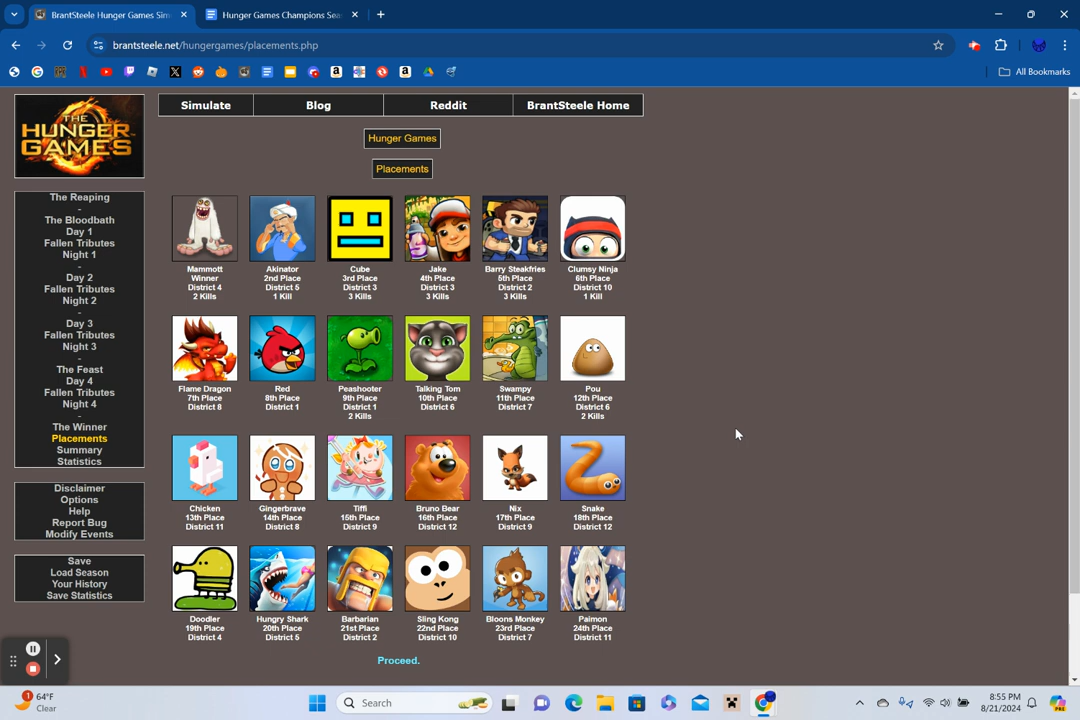 BrantSteele Hunger Games Sim
Hunger Games Champions Sea
brantsteele.net/hungergames/placements.php
All Bookmarks
THE
HUNGER
GAMES
Simulate
Blog
Reddit
BrantSteele Home
Hunger Games
Placements
The Reaping
-
The Bloodbath
Day 1
Fallen Tributes
Night 1
-
Day 2
Fallen Tributes
Night 2
-
Day 3
Fallen Tributes
Night 3
-
The Feast
Day 4
Fallen Tributes
Night 4
-
The Winner
Placements
Summary
Statistics
Disclaimer
Options
Help
Report Bug
Modify Events
Save
Load Season
Your History
Save Statistics
Mammott
Winner
District 4
2 Kills
Akinator
2nd Place
District 5
1 Kill
Cube
3rd Place
District 3
3 Kills
Jake
4th Place
District 3
3 Kills
Barry Steakfries
5th Place
District 2
3 Kills
Clumsy Ninja
6th Place
District 10
1 Kill
Flame Dragon
7th Place
District 8
Red
8th Place
District 1
Peashooter
9th Place
District 1
2 Kills
Talking Tom
10th Place
District 6
Swampy
11th Place
District 7
Pou
12th Place
District 6
2 Kills
Chicken
13th Place
District 11
Gingerbrave
14th Place
District 8
Tiffi
15th Place
District 9
Bruno Bear
16th Place
District 12
Nix
17th Place
District 9
Snake
18th Place
District 12
Doodler
19th Place
District 4
Hungry Shark
20th Place
District 5
Barbarian
21st Place
District 2
Sling Kong
22nd Place
District 10
Bloons Monkey
23rd Place
District 7
Paimon
24th Place
District 11
Proceed.
1
64°F
Clear
Search
8:55 PM
8/21/2024